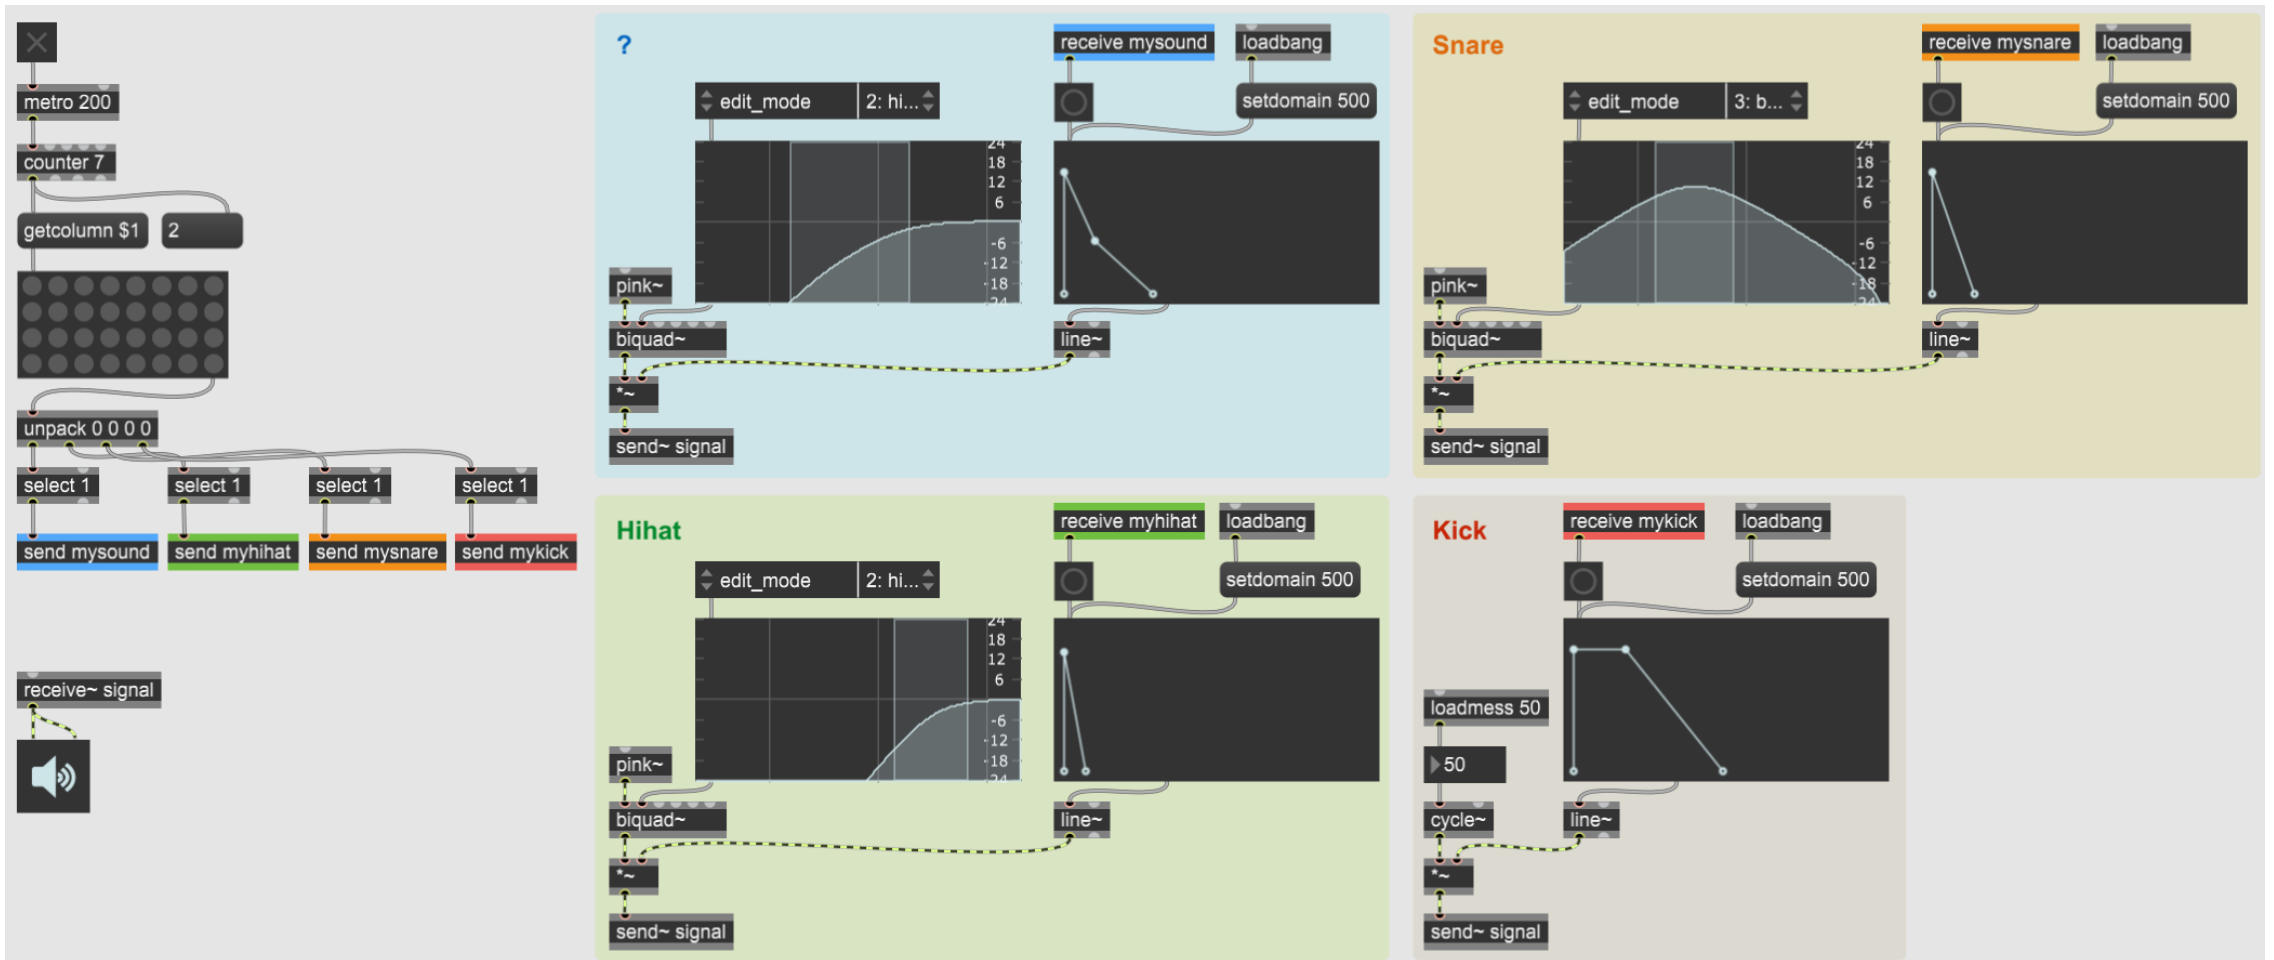 metro 200
counter 7
getcolumn $1
2
unpack 0 0 0 0
select 1
select 1
select 1
select 1
send mysound
send myhihat
send mysnare
send mykick
receive~ signal
?
receive mysound
loadbang
edit_mode
2: hi...
setdomain 500
24
18
12
6
-6
-12
-18
pink~
biquad~
line~
*~
send~ signal
Snare
receive mysnare
loadbang
edit_mode
3: b...
setdomain 500
24
18
12
6
-6
-12
-18
pink~
biquad~
line~
*~
send~ signal
Hihat
receive myhihat
loadbang
edit_mode
2: hi...
setdomain 500
24
18
12
6
-6
-12
-18
pink~
biquad~
line~
*~
send~ signal
Kick
receive mykick
loadbang
setdomain 500
loadmess 50
50
cycle~
line~
*~
send~ signal